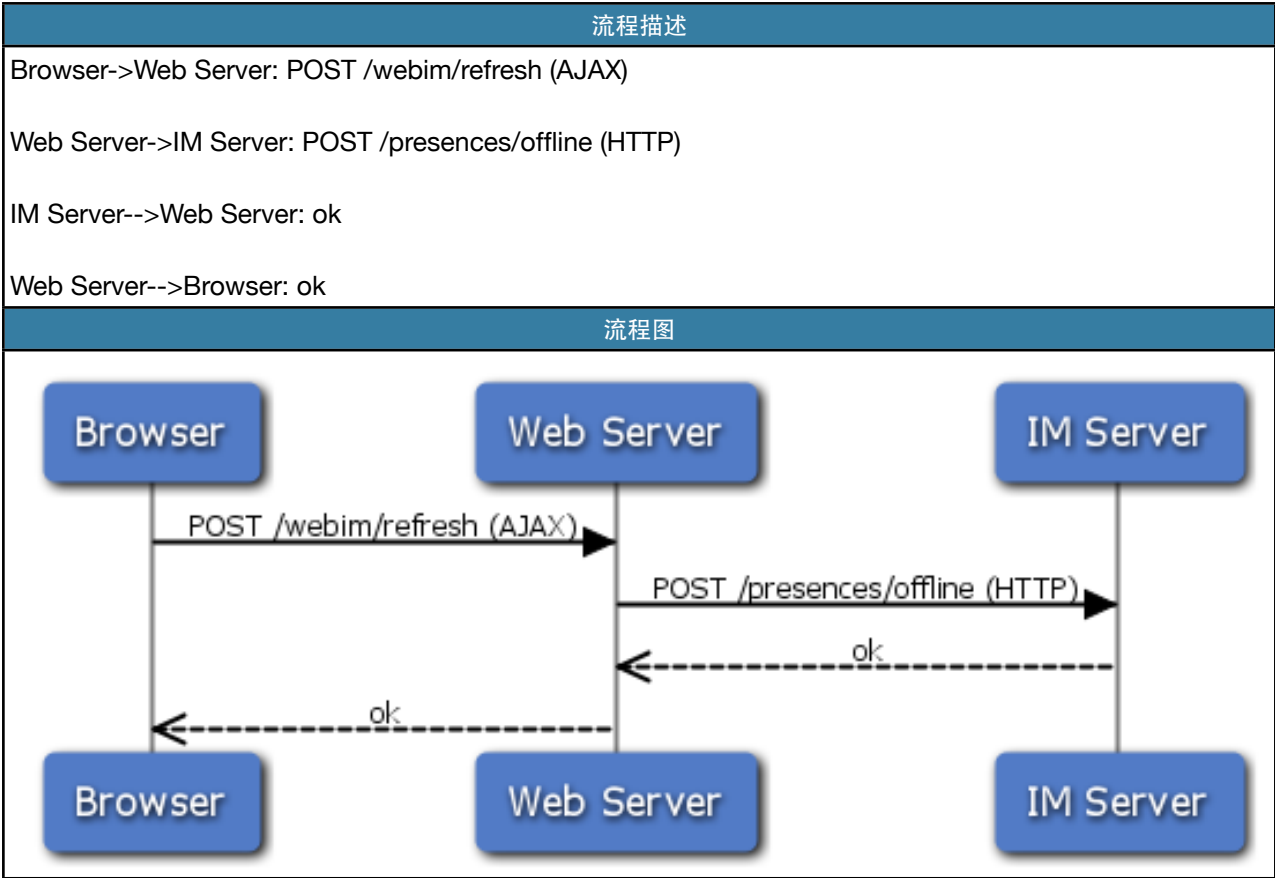 流程描述
Browser->Web Server: POST /webim/refresh (AJAX)
Web Server->IM Server: POST /presences/offline (HTTP)
IM Server-->Web Server: ok
Web Server-->Browser: ok
流程图
Browser
Web Server
IM Server
POST /webim/refresh (AJAX)
POST /presences/offline (HTTP)
ok
ok
Browser
Web Server
IM Server